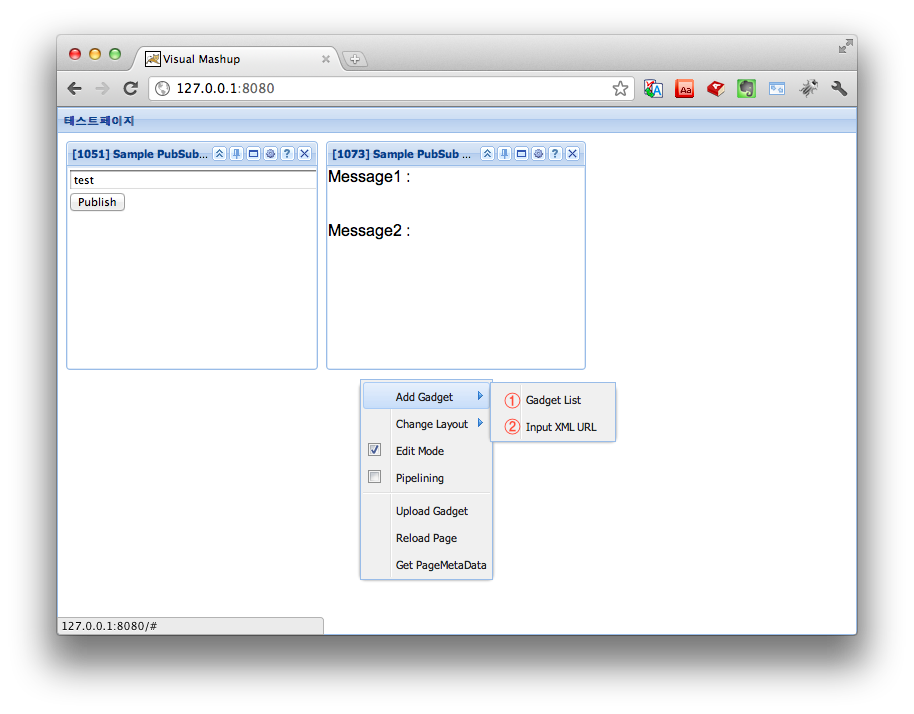 Visual Mashup
127.0.0.1:8080
Aa
테스트페이지
[1051] Sample PubSub...
?
[1073] Sample PubSub ...
?
test
Publish
Message1 :
Message2 :
Add Gadget
① Gadget List
② Input XML URL
Change Layout
Edit Mode
Pipelining
Upload Gadget
Reload Page
Get PageMetaData
127.0.0.1:8080/#